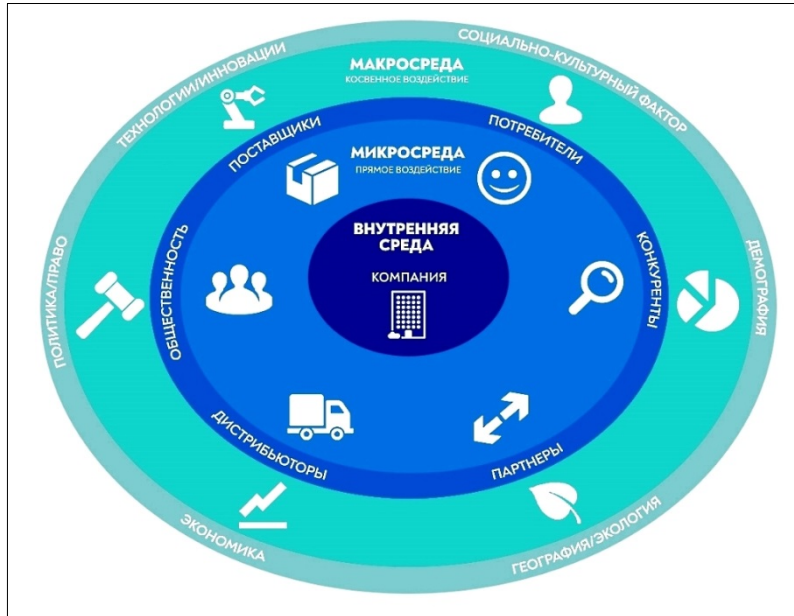 МАКРОСРЕДА
КОСВЕННОЕ ВОЗДЕЙСТВИЕ
ТЕХНОЛОГИИ/ИННОВАЦИИ
СОЦИАЛЬНО-КУЛЬТУРНЫЙ ФАКТОР
ПОЛИТИКА/ПРАВО
ДЕМОГРАФИЯ
ЭКОНОМИКА
ГЕОГРАФИЯ/ЭКОЛОГИЯ
МИКРОСРЕДА
ПРЯМОЕ ВОЗДЕЙСТВИЕ
ПОСТАВЩИКИ
ПОТРЕБИТЕЛИ
ОБЩЕСТВЕННОСТЬ
КОНКУРЕНТЫ
ДИСТРИБЬЮТОРЫ
ПАРТНЕРЫ
ВНУТРЕННЯЯ
СРЕДА
КОМПАНИЯ